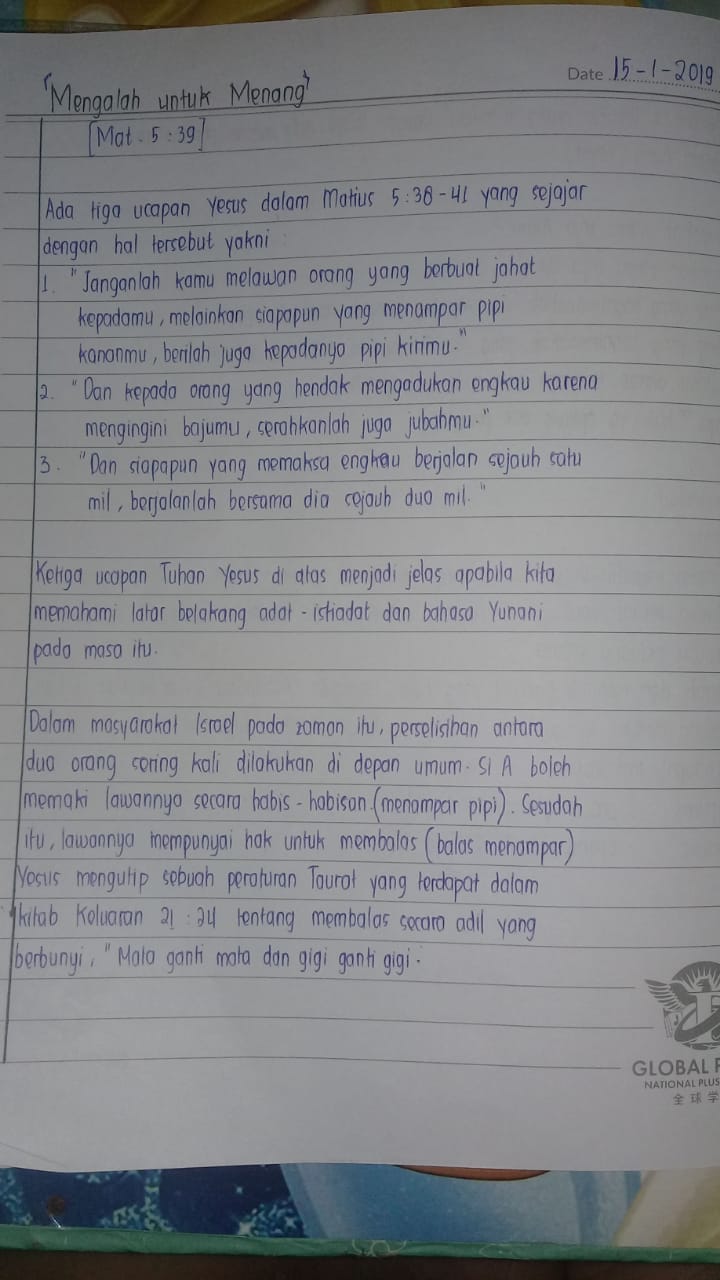 Date 15-1-2019
"Mengalah untuk Menang"
[Mat. 5:39]
Ada tiga ucapan Yesus dalam Matius 5:38-41 yang sejajar
dengan hal tersebut yakni :
1. "Janganlah kamu melawan orang yang berbuat jahat
kepadamu, melainkan siapapun yang menampar pipi
kananmu, berilah juga kepadanya pipi kirimu."
2. "Dan kepada orang yang hendak mengadukan engkau karena
mengingini bajumu, serahkanlah juga jubahmu."
3. "Dan siapapun yang memaksa engkau berjalan sejauh satu
mil, berjalanlah bersama dia sejauh dua mil."
Ketiga ucapan Tuhan Yesus di atas menjadi jelas apabila kita
memahami latar belakang adat-istiadat dan bahasa Yunani
pada masa itu.
Dalam masyarakat Israel pada zaman itu, perselisihan antara
dua orang sering kali dilakukan di depan umum. Si A boleh
memaki lawannya secara habis-habisan (menampar pipi). Sesudah
itu, lawannya mempunyai hak untuk membalas (balas menampar)
Yesus mengutip sebuah peraturan Taurat yang terdapat dalam
kitab Keluaran 21:24 tentang membalas secara adil yang
berbunyi, "Mata ganti mata dan gigi ganti gigi.
GLOBAL
NATIONAL PLUS
全球学